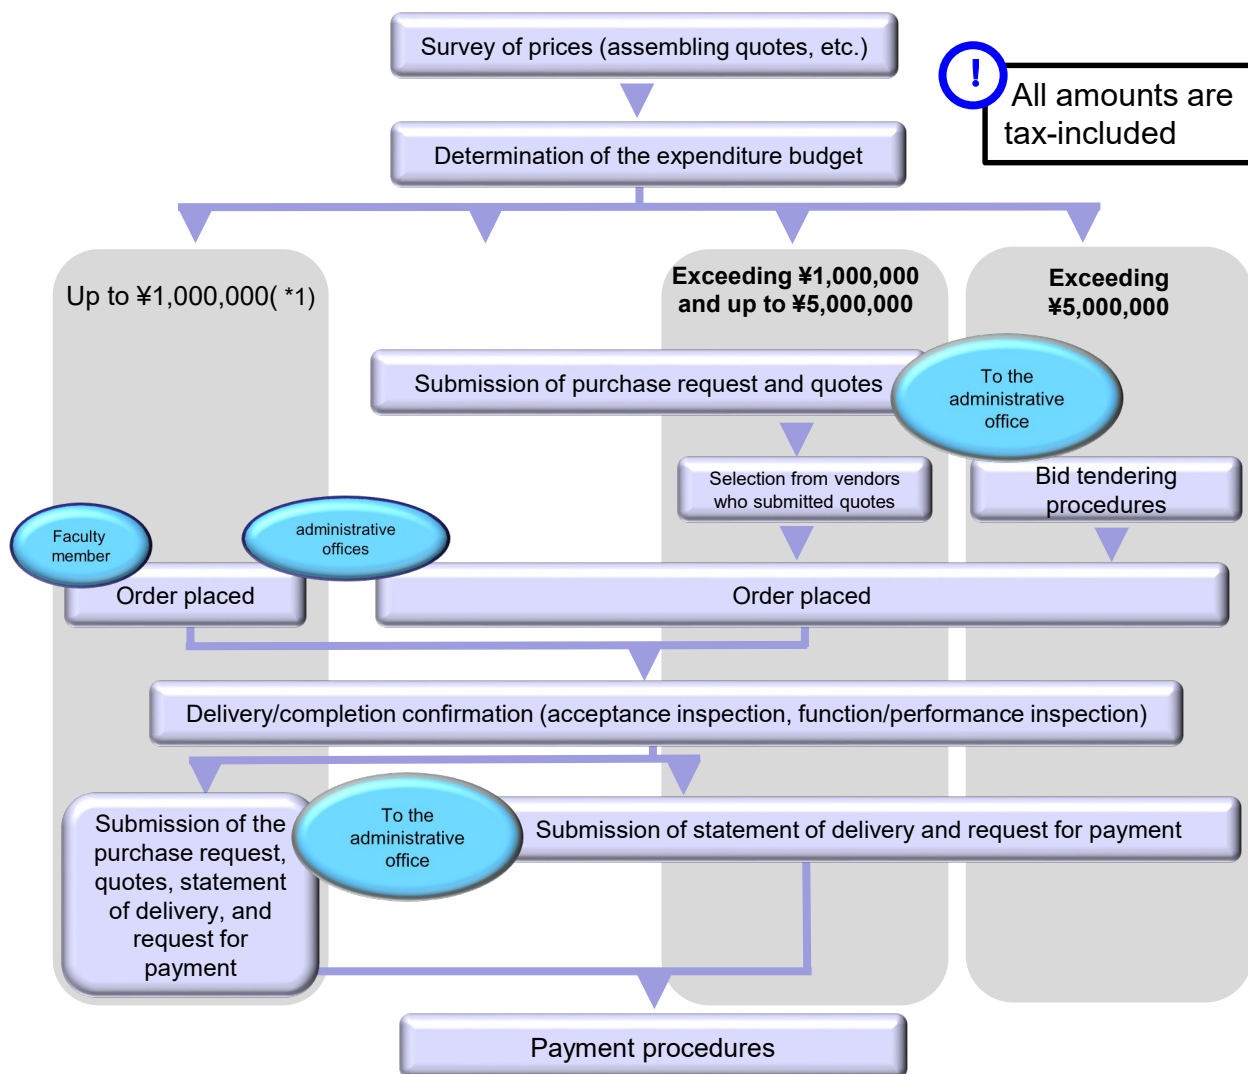 Survey of prices (assembling quotes, etc.)
!
All amounts are
tax-included
Determination of the expenditure budget
Up to ¥1,000,000( *1)
Exceeding ¥1,000,000
and up to ¥5,000,000
Exceeding
¥5,000,000
Submission of purchase request and quotes
To the
administrative
office
Selection from vendors
who submitted quotes
Bid tendering
procedures
Faculty
member
administrative
offices
Order placed
Order placed
Delivery/completion confirmation (acceptance inspection, function/performance inspection)
Submission of the
purchase request,
quotes, statement
of delivery, and
request for
payment
To the
administrative
office
Submission of statement of delivery and request for payment
Payment procedures